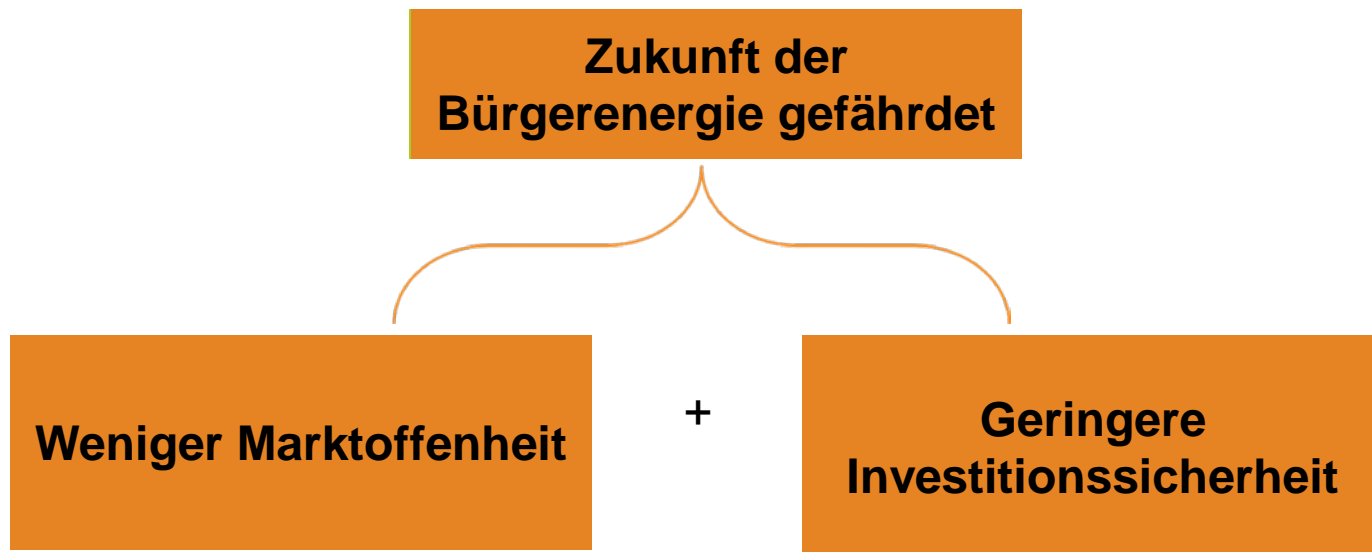 Zukunft der
Bürgerenergie gefährdet
Weniger Marktoffenheit
+
Geringere
Investitionssicherheit